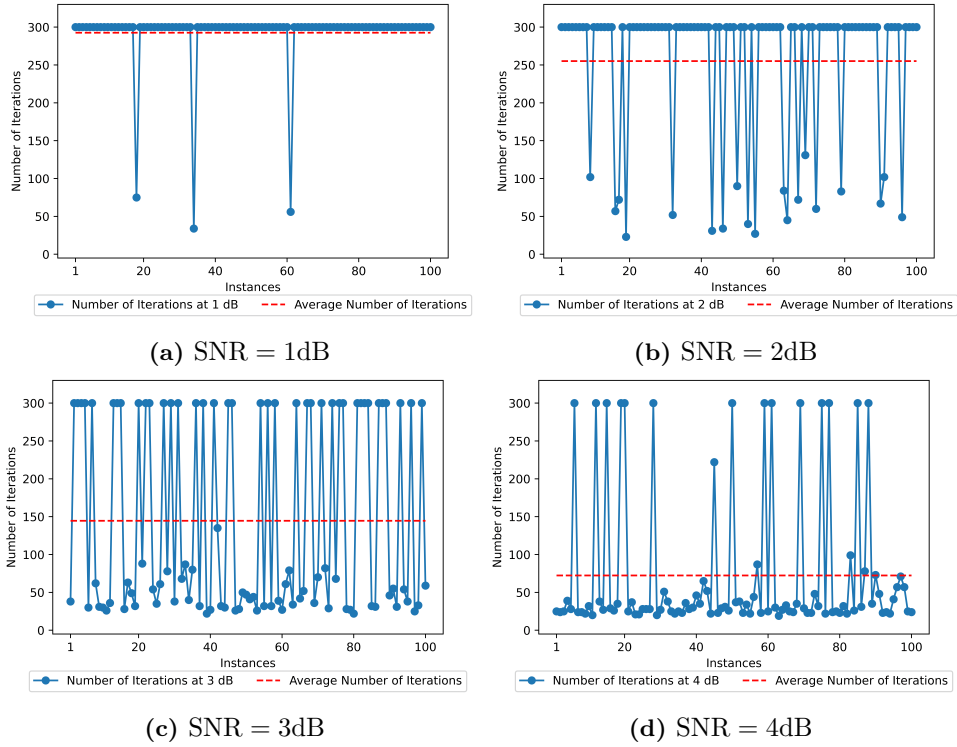 Number of Iterations
300
250
200
150
100
50
0
1 20 40 60 80 100
Instances
Number of Iterations at 1 dB Average Number of Iterations
(a) SNR = 1dB
Number of Iterations
300
250
200
150
100
50
0
1 20 40 60 80 100
Instances
Number of Iterations at 2 dB Average Number of Iterations
(b) SNR = 2dB
Number of Iterations
300
250
200
150
100
50
0
1 20 40 60 80 100
Instances
Number of Iterations at 3 dB Average Number of Iterations
(c) SNR = 3dB
Number of Iterations
300
250
200
150
100
50
0
1 20 40 60 80 100
Instances
Number of Iterations at 4 dB Average Number of Iterations
(d) SNR = 4dB